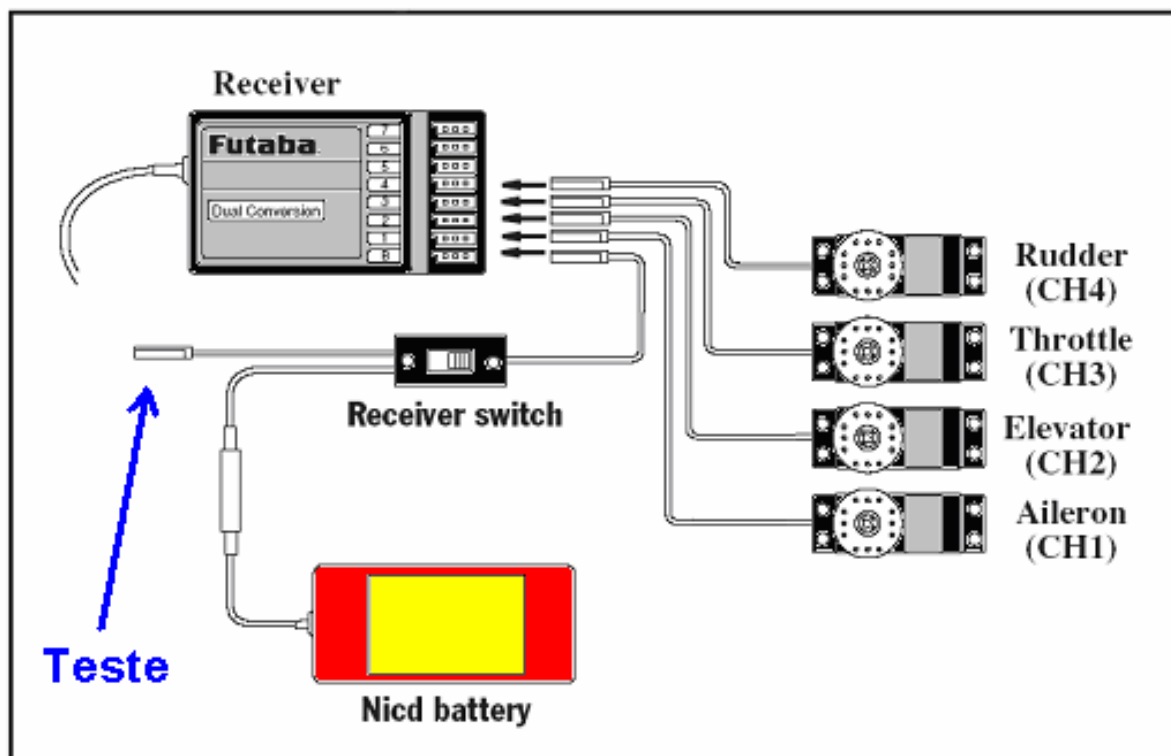 Receiver
Futaba
Dual Conversion
7
6
5
4
3
2
1
8
Rudder
(CH4)
Throttle
(CH3)
Elevator
(CH2)
Aileron
(CH1)
Receiver switch
Teste
Nicd battery